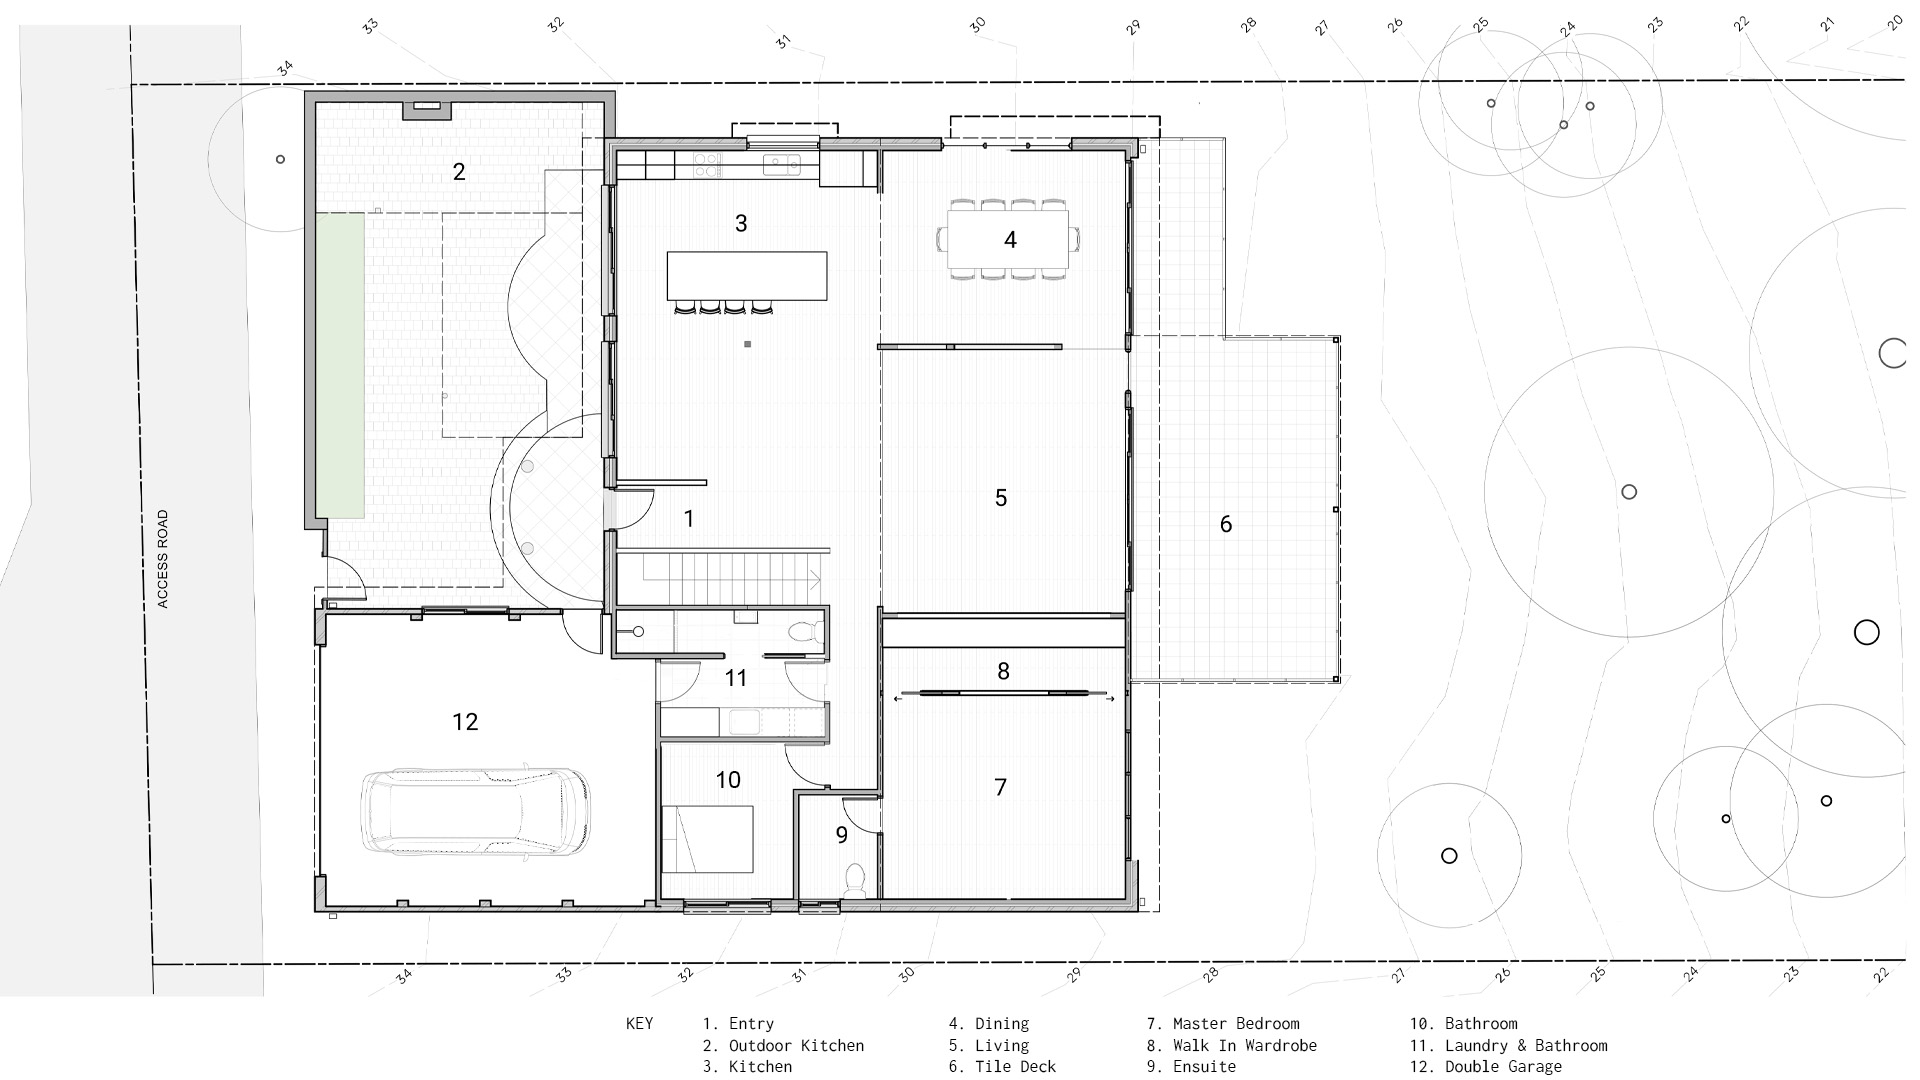 33 32 31 30 29 28 27 26 25 24 23 22 21 20
34
2
3
4
1
5
6
ACCESS ROAD
11
8
12
10
7
9
34 33 32 31 30 29 28 27 26 25 24 23 22
KEY
1. Entry
2. Outdoor Kitchen
3. Kitchen
4. Dining
5. Living
6. Tile Deck
7. Master Bedroom
8. Walk In Wardrobe
9. Ensuite
10. Bathroom
11. Laundry & Bathroom
12. Double Garage